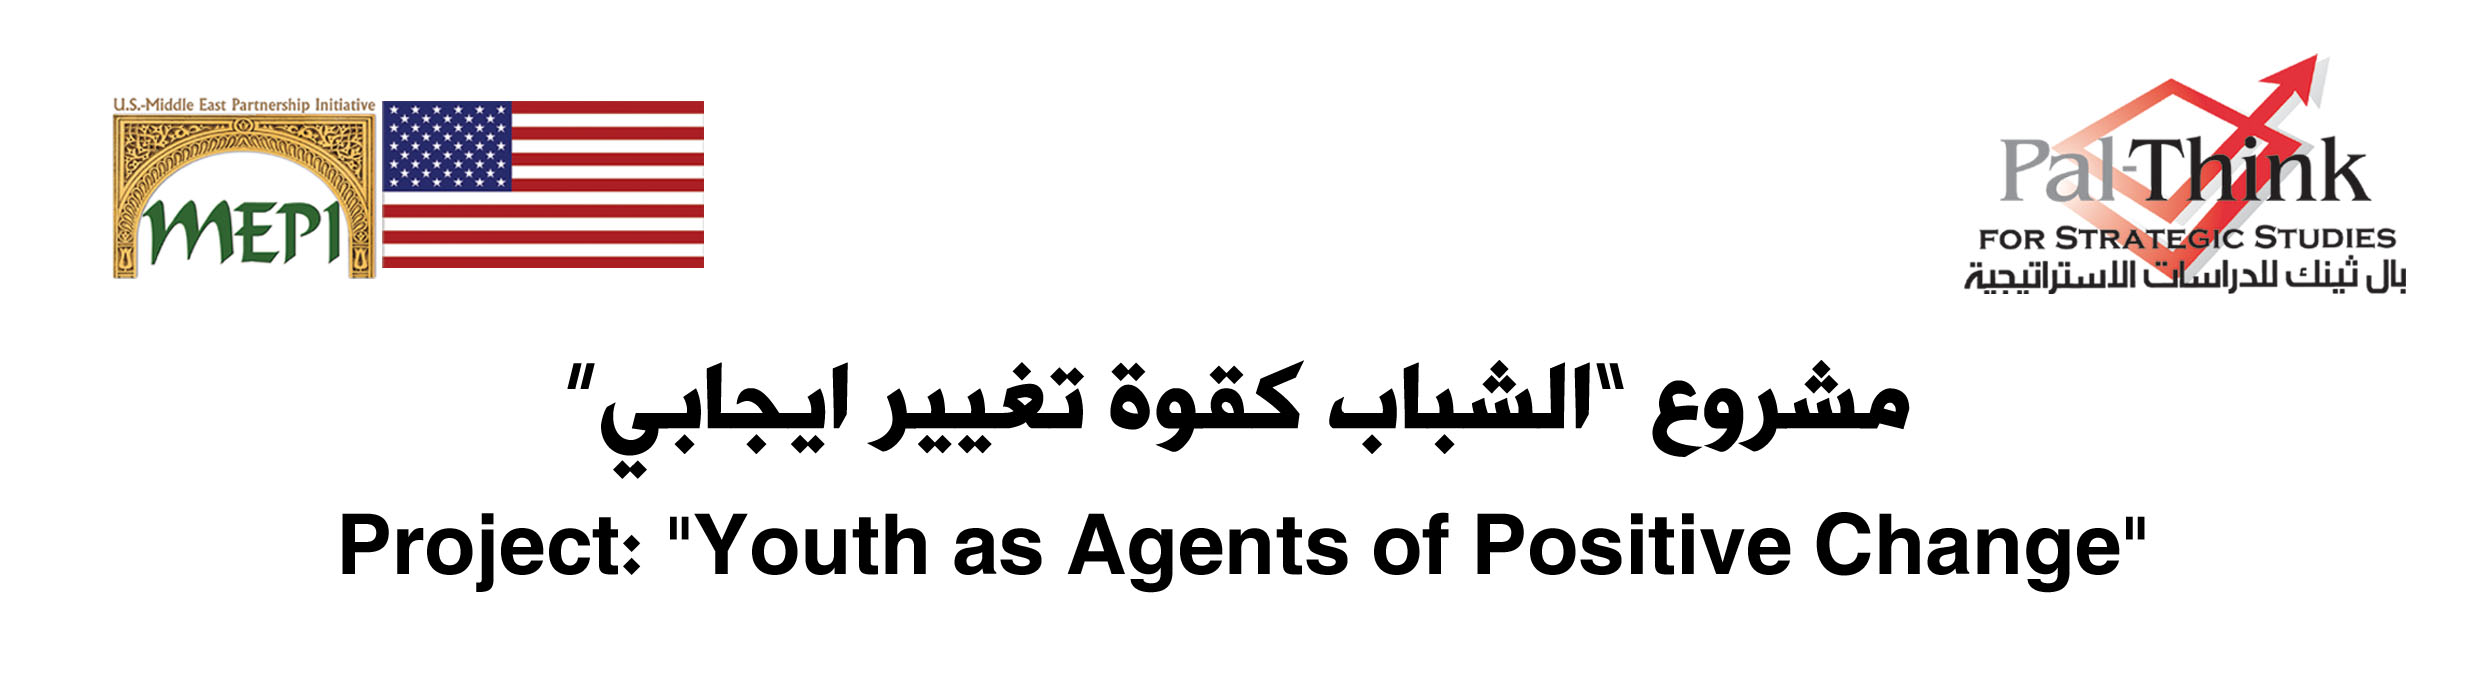 U.S.-Middle East Partnership Initiative
MEPI
Pal-Think
FOR STRATEGIC STUDIES
بال ثينك للدراسات الاستراتيجية
مشروع "الشباب كقوة تغيير ايجابي"
Project: "Youth as Agents of Positive Change"